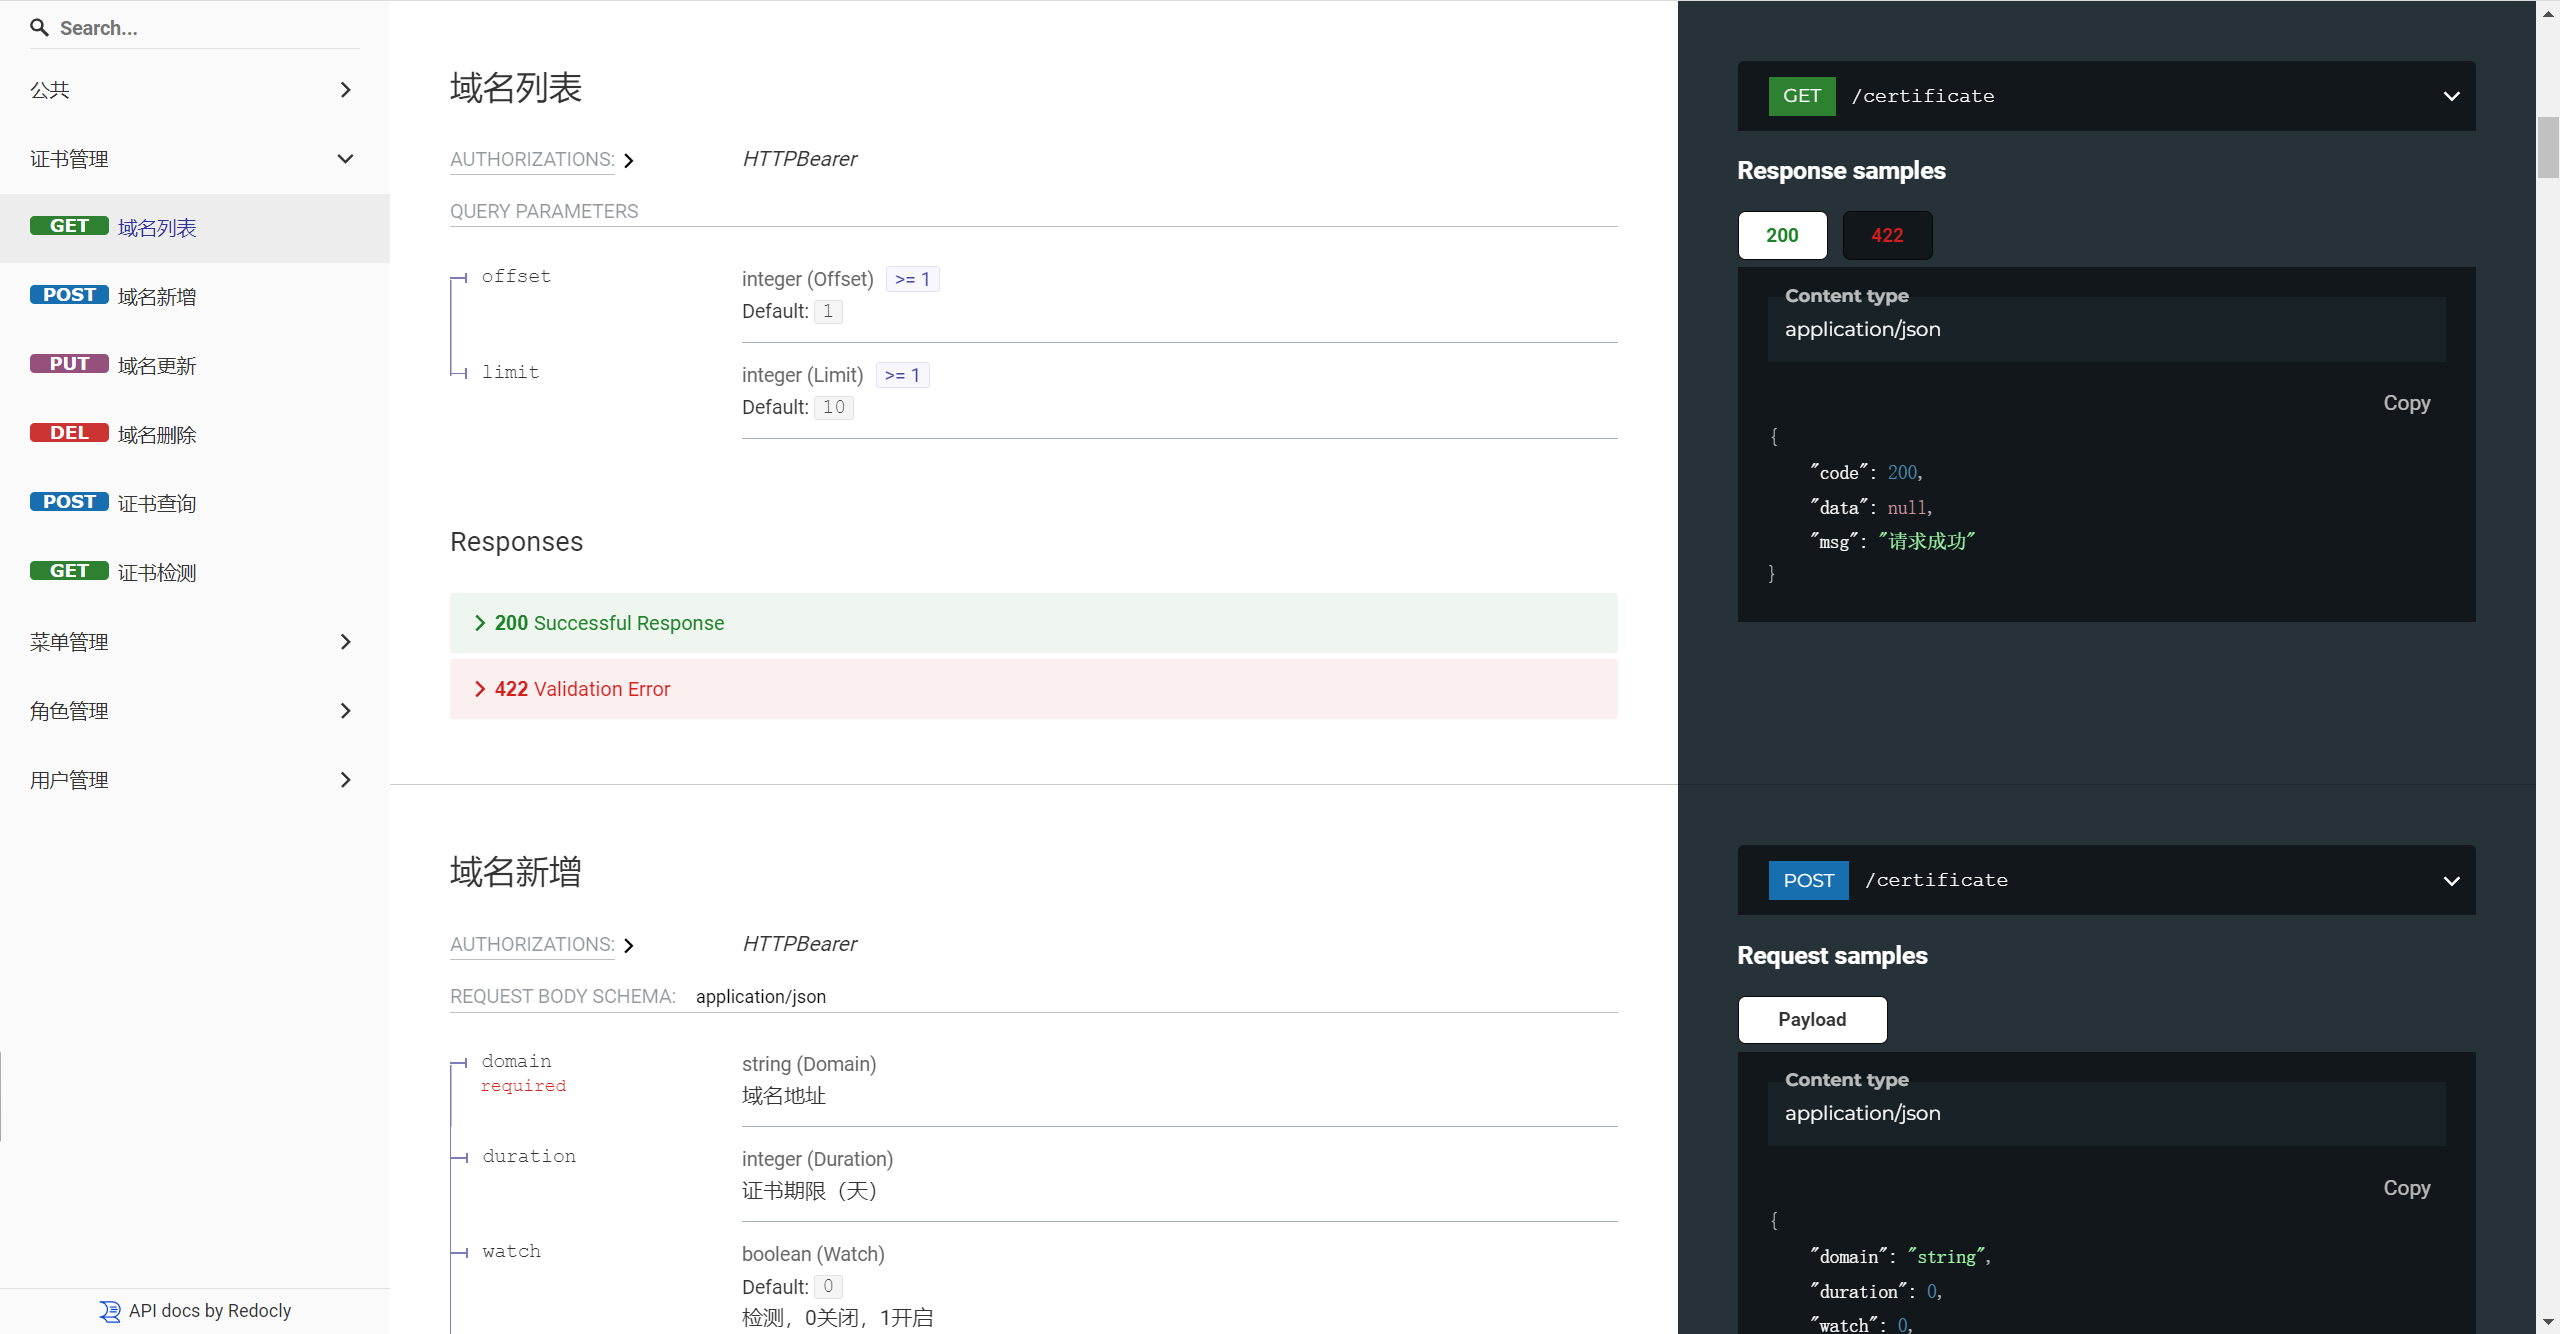 Search...
公共
证书管理
GET 域名列表
POST 域名新增
PUT 域名更新
DEL 域名删除
POST 证书查询
GET 证书检测
菜单管理
角色管理
用户管理
API docs by Redocly
域名列表
AUTHORIZATIONS: HTTPBearer
QUERY PARAMETERS
offset
integer (Offset) >= 1
Default: 1
limit
integer (Limit) >= 1
Default: 10
Responses
200 Successful Response
422 Validation Error
域名新增
AUTHORIZATIONS: HTTPBearer
REQUEST BODY SCHEMA: application/json
domain
required
string (Domain)
域名地址
duration
integer (Duration)
证书期限（天）
watch
boolean (Watch)
Default: 0
检测，0关闭，1开启
GET /certificate
Response samples
200 422
Content type
application/json
Copy
{
"code": 200,
"data": null,
"msg": "请求成功"
}
POST /certificate
Request samples
Payload
Content type
application/json
Copy
{
"domain": "string",
"duration": 0,
"watch": 0,